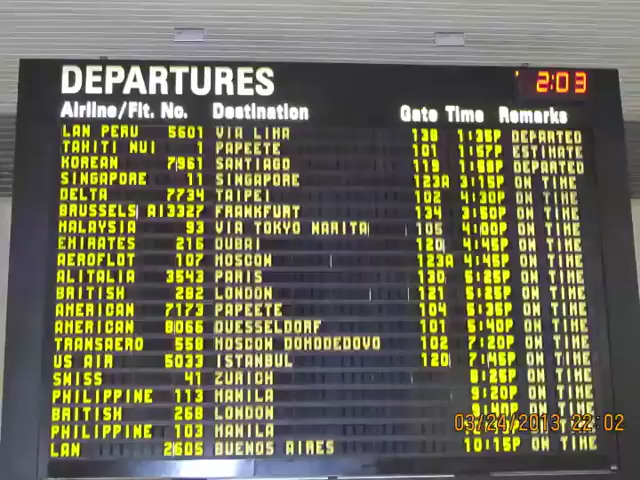 2:03
DEPARTURES
Airline/Flt. No. Destination Gate Time Remarks
LAN PERU 5601 VIA LIMA 130 1:35P DEPARTED
TAHITI NUI 1 PAPEETE 101 1:57P ESTIMATE
KOREAN 7961 SANTIAGO 119 1:58P DEPARTED
SINGAPORE 11 SINGAPORE 123A 3:15P ON TIME
DELTA 7734 TAIPEI 102 4:30P ON TIME
BRUSSELS AI3327 FRANKFURT 134 3:50P ON TIME
MALAYSIA 93 VIA TOKYO NARITA 105 4:00P ON TIME
EMIRATES 216 DUBAI 120 4:45P ON TIME
AEROFLOT 107 MOSCOW 123A 4:45P ON TIME
ALITALIA 3543 PARIS 130 5:25P ON TIME
BRITISH 282 LONDON 121 5:25P ON TIME
AMERICAN 7173 PAPEETE 104 5:35P ON TIME
AMERICAN 8066 DUESSELDORF 101 5:40P ON TIME
TRANSAERO 558 MOSCOW DOMODEDOVO 102 7:20P ON TIME
US AIR 5033 ISTANBUL 120 7:45P ON TIME
SWISS 41 ZURICH 8:25P ON TIME
PHILIPPINE 113 MANILA 9:20P ON TIME
BRITISH 268 LONDON ON TIME
PHILIPPINE 103 MANILA ON TIME
LAN 2605 BUENOS AIRES 10:15P ON TIME
03/24/2013 22:02